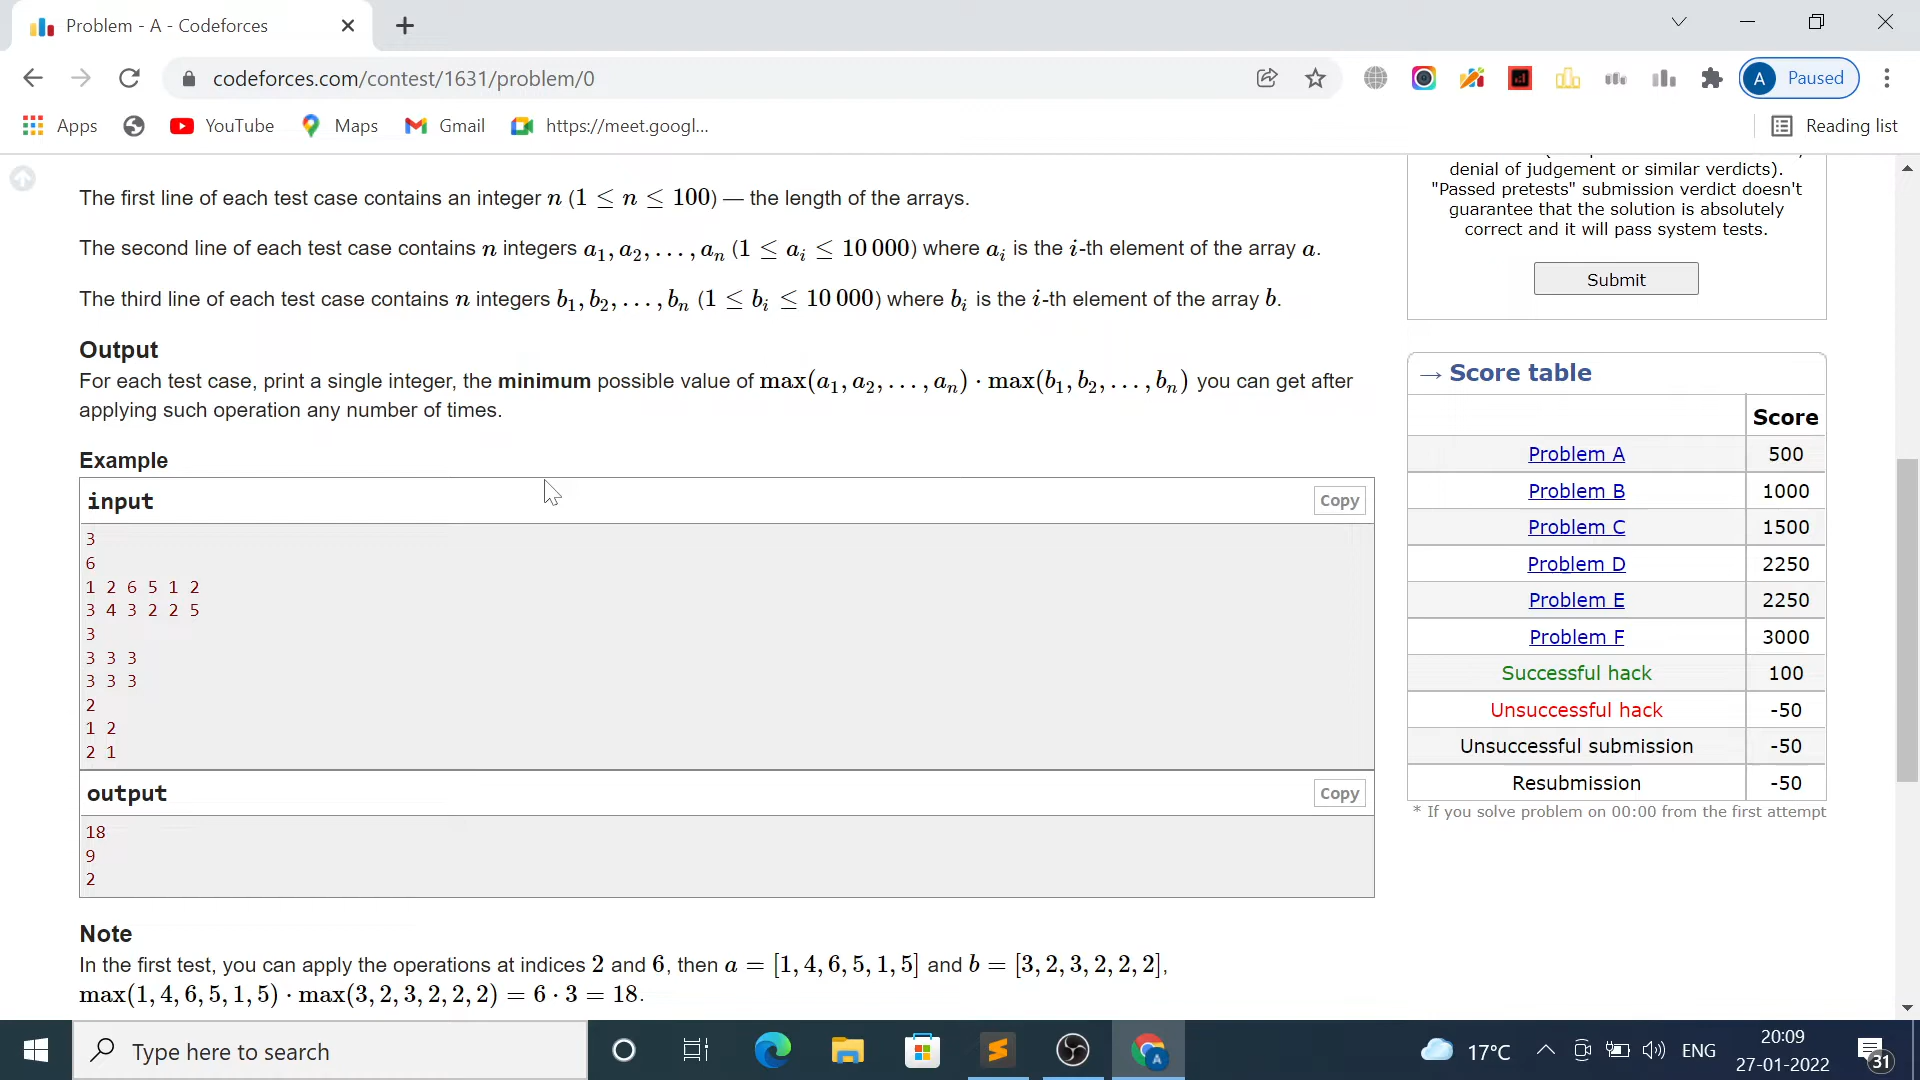 Problem - A - Codeforces
codeforces.com/contest/1631/problem/0
A Paused
Apps YouTube Maps Gmail https://meet.googl... Reading list
The first line of each test case contains an integer n (1 ≤ n ≤ 100) — the length of the arrays.
The second line of each test case contains n integers a₁, a₂, ..., aₙ (1 ≤ aᵢ ≤ 10 000) where aᵢ is the i-th element of the array a.
The third line of each test case contains n integers b₁, b₂, ..., bₙ (1 ≤ bᵢ ≤ 10 000) where bᵢ is the i-th element of the array b.
Output
For each test case, print a single integer, the minimum possible value of max(a₁, a₂, ..., aₙ) · max(b₁, b₂, ..., bₙ) you can get after
applying such operation any number of times.
Example
input
Copy
3
6
1 2 6 5 1 2
3 4 3 2 2 5
3
3 3 3
3 3 3
2
1 2
2 1
output
Copy
18
9
2
Note
In the first test, you can apply the operations at indices 2 and 6, then a = [1, 4, 6, 5, 1, 5] and b = [3, 2, 3, 2, 2, 2],
max(1, 4, 6, 5, 1, 5) · max(3, 2, 3, 2, 2, 2) = 6 · 3 = 18.
denial of judgement or similar verdicts).
"Passed pretests" submission verdict doesn't
guarantee that the solution is absolutely
correct and it will pass system tests.
Submit
→ Score table
Score
Problem A 500
Problem B 1000
Problem C 1500
Problem D 2250
Problem E 2250
Problem F 3000
Successful hack 100
Unsuccessful hack -50
Unsuccessful submission -50
Resubmission -50
* If you solve problem on 00:00 from the first attempt
Type here to search
A
17°C
ENG
20:09
27-01-2022
31